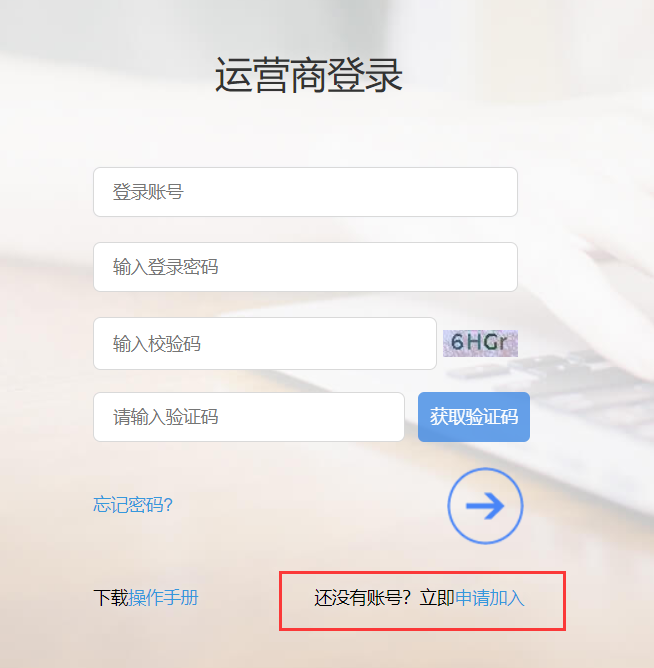 运营商登录
登录账号
输入登录密码
输入校验码
6HGr
请输入验证码
获取验证码
忘记密码?
下载操作手册
还没有账号？立即申请加入